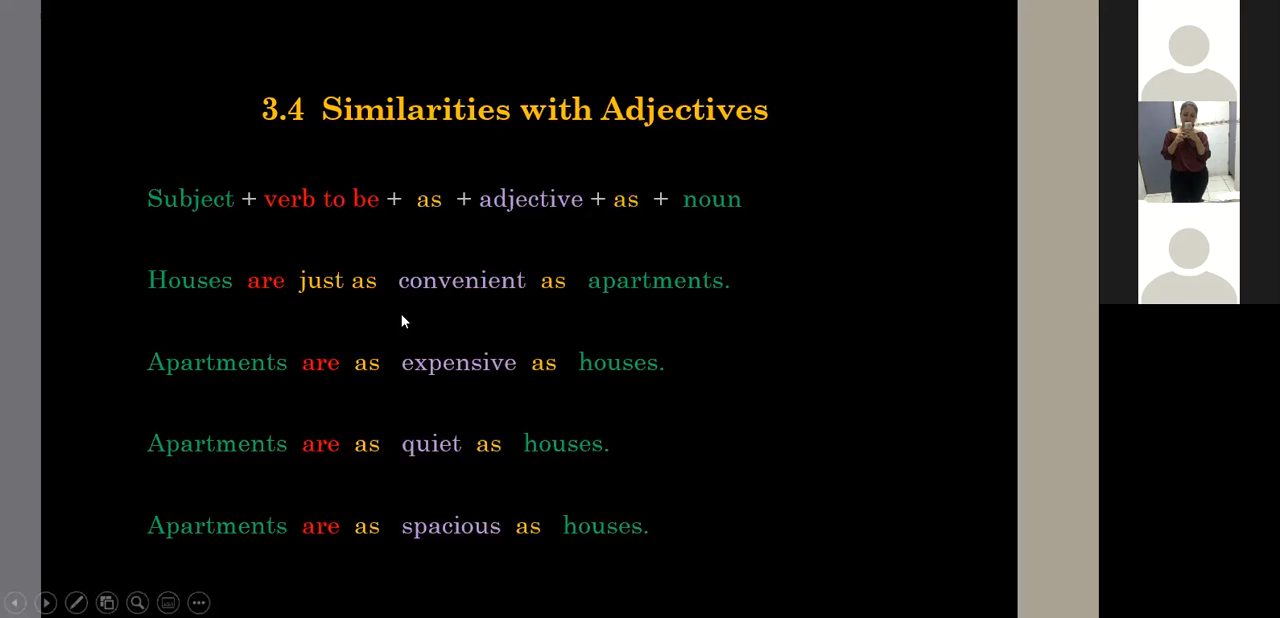 3.4 Similarities with Adjectives
Subject + verb to be + as + adjective + as + noun
Houses are just as convenient as apartments.
Apartments are as expensive as houses.
Apartments are as quiet as houses.
Apartments are as spacious as houses.